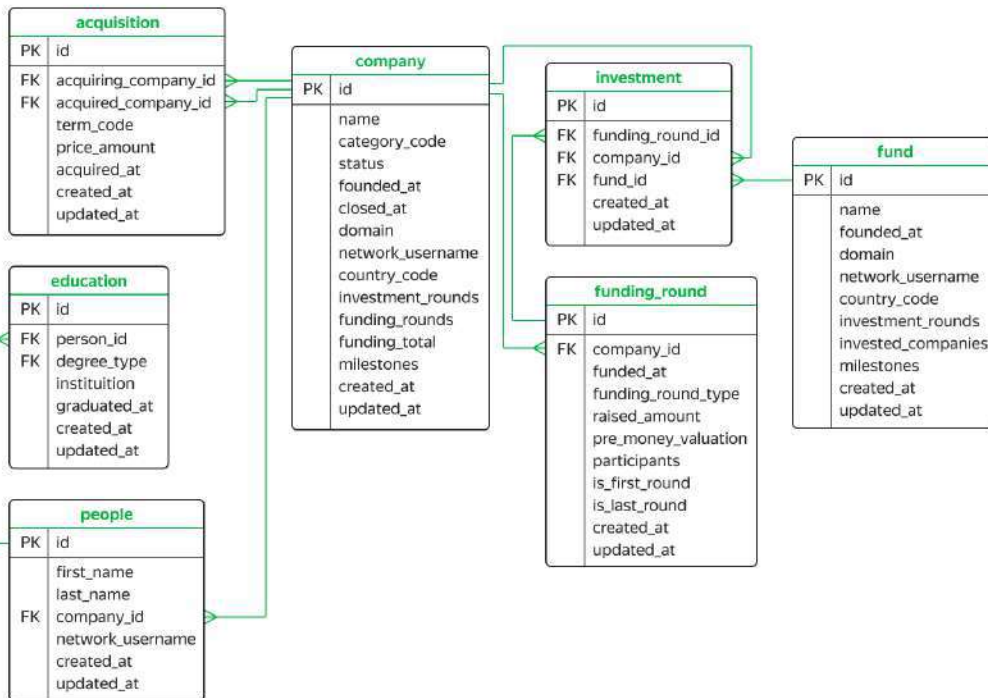 acquisition
PK id
FK acquiring_company_id
FK acquired_company_id
term_code
price_amount
acquired_at
created_at
updated_at
education
PK id
FK person_id
FK degree_type
instituition
graduated_at
created_at
updated_at
people
PK id
first_name
last_name
FK company_id
network_username
created_at
updated_at
company
PK id
name
category_code
status
founded_at
closed_at
domain
network_username
country_code
investment_rounds
funding_rounds
funding_total
milestones
created_at
updated_at
investment
PK id
FK funding_round_id
FK company_id
FK fund_id
created_at
updated_at
funding_round
PK id
FK company_id
funded_at
funding_round_type
raised_amount
pre_money_valuation
participants
is_first_round
is_last_round
created_at
updated_at
fund
PK id
name
founded_at
domain
network_username
country_code
investment_rounds
invested_companies
milestones
created_at
updated_at